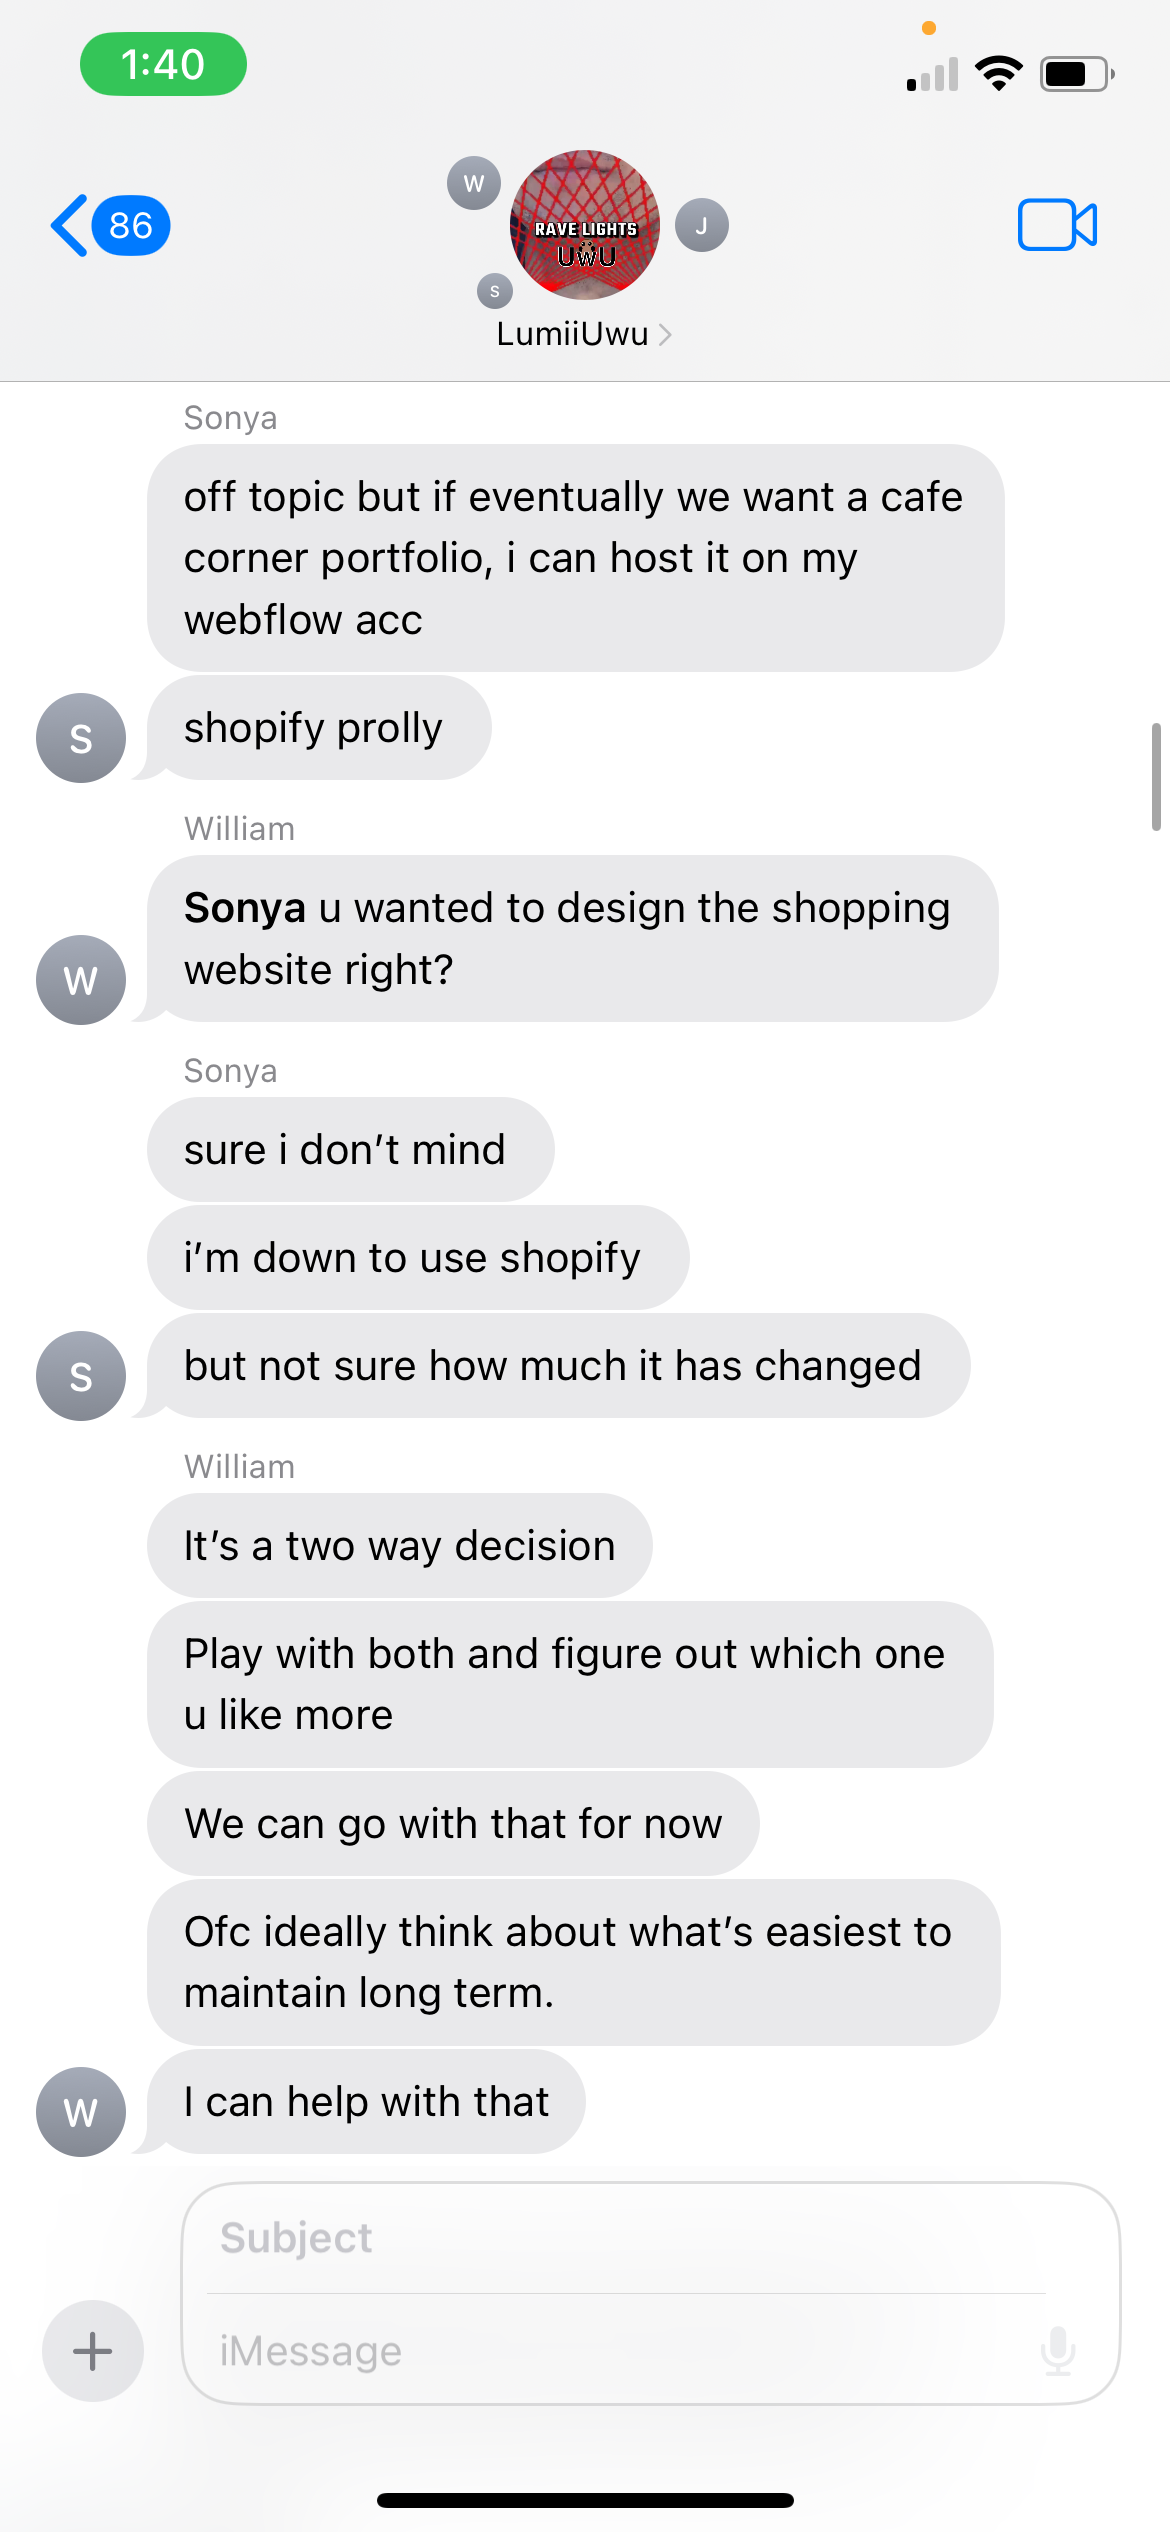 1:40
86
W
J
S
RAVE LIGHTS
UWU
LumiiUwu
Sonya
off topic but if eventually we want a cafe
corner portfolio, i can host it on my
webflow acc
shopify prolly
S
William
Sonya u wanted to design the shopping
website right?
W
Sonya
sure i don’t mind
i’m down to use shopify
but not sure how much it has changed
S
William
It’s a two way decision
Play with both and figure out which one
u like more
We can go with that for now
Ofc ideally think about what’s easiest to
maintain long term.
I can help with that
W
Subject
iMessage